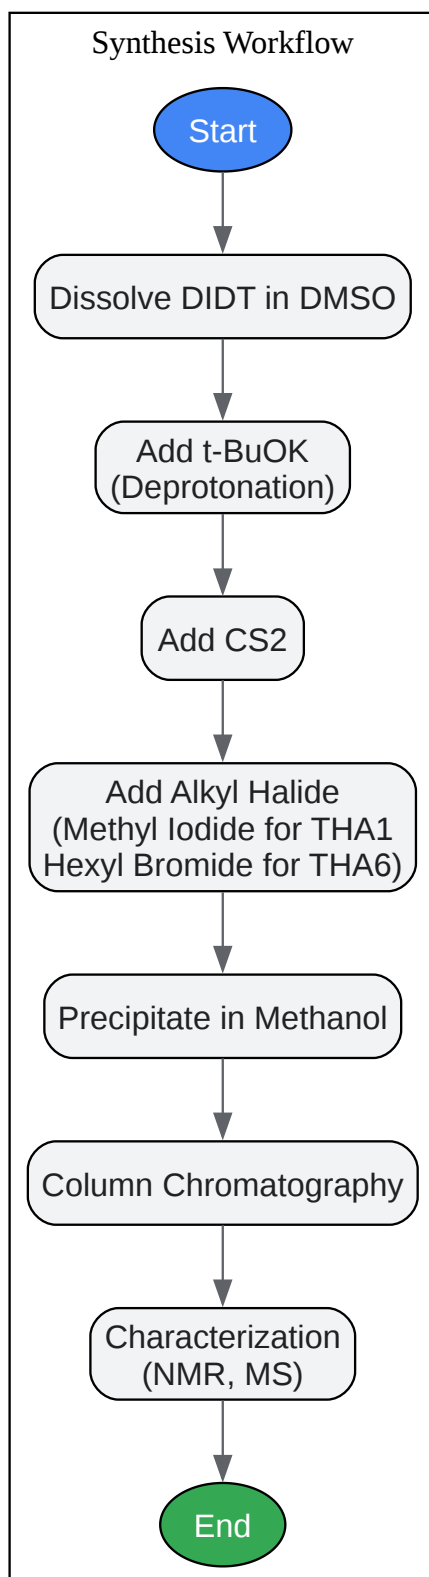 Synthesis Workflow
Start
Dissolve DIDT in DMSO
Add t-BuOK
(Deprotonation)
Add CS2
Add Alkyl Halide
(Methyl Iodide for THA1
Hexyl Bromide for THA6)
Precipitate in Methanol
Column Chromatography
Characterization
(NMR, MS)
End